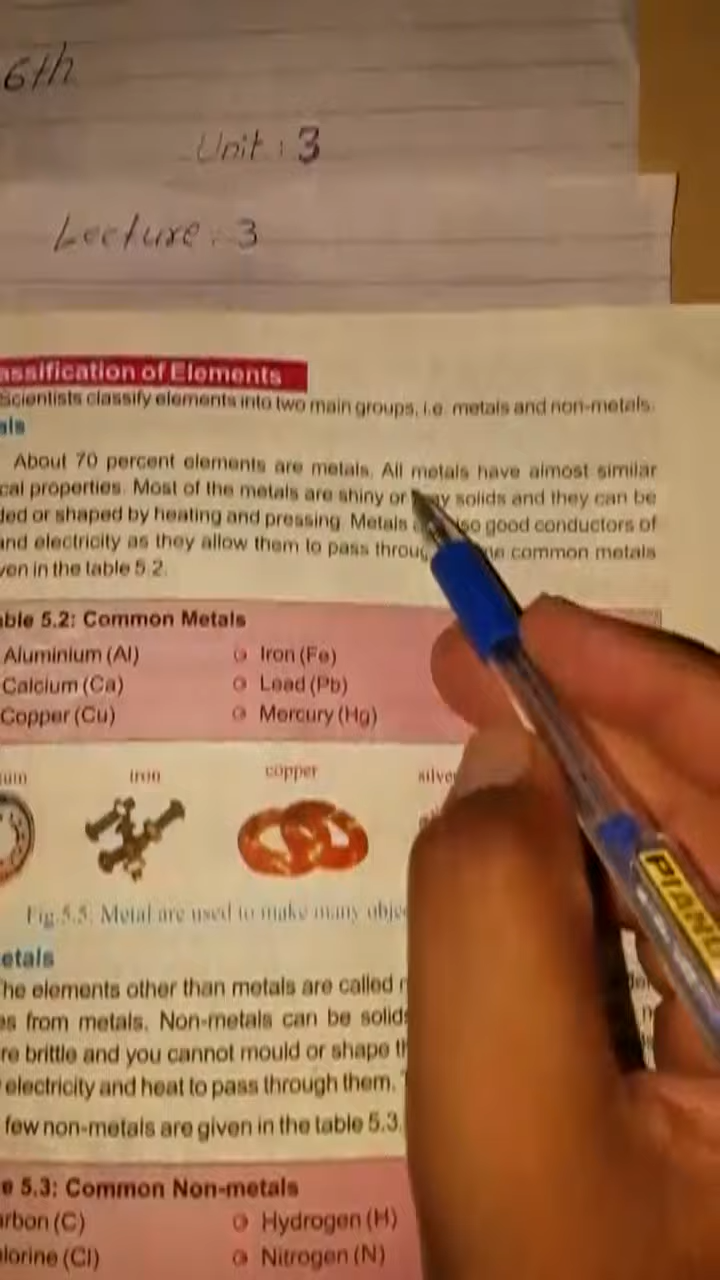 6th
Unit : 3
Lecture : 3
assification of Elements
Scientists classify elements into two main groups, i.e. metals and non-metals.
als
About 70 percent elements are metals. All metals have almost similar
cal properties. Most of the metals are shiny or solids and they can be
ded or shaped by heating and pressing. Metals so good conductors of
and electricity as they allow them to pass throug common metals
ven in the table 5.2.
able 5.2: Common Metals
Aluminium (Al) Iron (Fe)
Calcium (Ca) Lead (Pb)
Copper (Cu) Mercury (Hg)
ium iron copper silve
Fig.5.5: Metal are used to make many obje
etals
he elements other than metals are called
es from metals. Non-metals can be solid
re brittle and you cannot mould or shape th
electricity and heat to pass through them.
few non-metals are given in the table 5.3.
e 5.3: Common Non-metals
arbon (C) Hydrogen (H)
lorine (Cl) Nitrogen (N)
PIANO